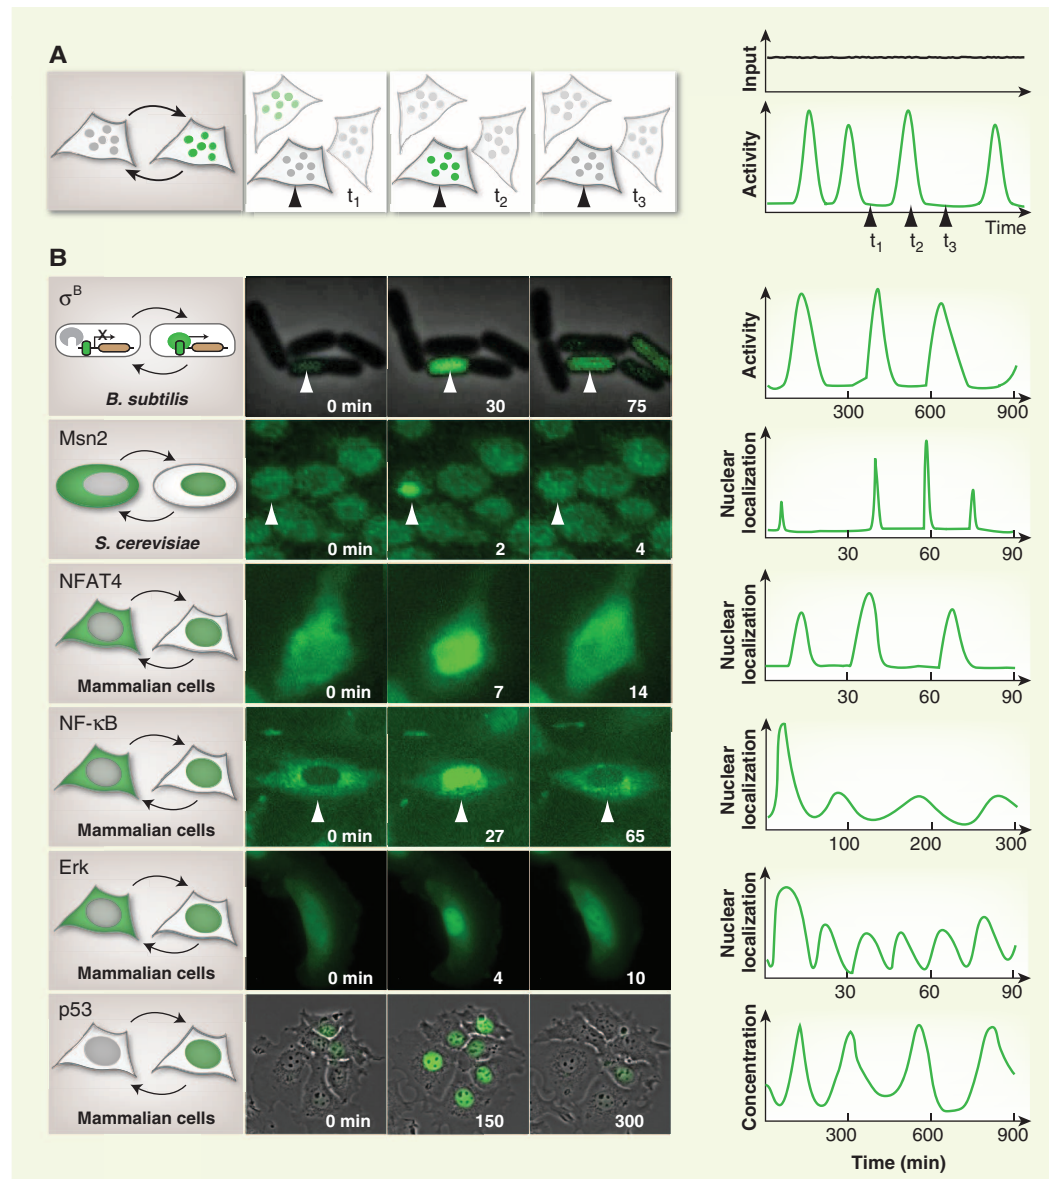 A
t1
t2
t3
Input
Activity
Time
t1
t2
t3
B
σB
X
B. subtilis
0 min
30
75
Activity
300
600
900
Msn2
S. cerevisiae
0 min
2
4
Nuclear
localization
30
60
90
NFAT4
Mammalian cells
0 min
7
14
Nuclear
localization
30
60
90
NF-κB
Mammalian cells
0 min
27
65
Nuclear
localization
100
200
300
Erk
Mammalian cells
0 min
4
10
Nuclear
localization
30
60
90
p53
Mammalian cells
0 min
150
300
Concentration
300
600
900
Time (min)